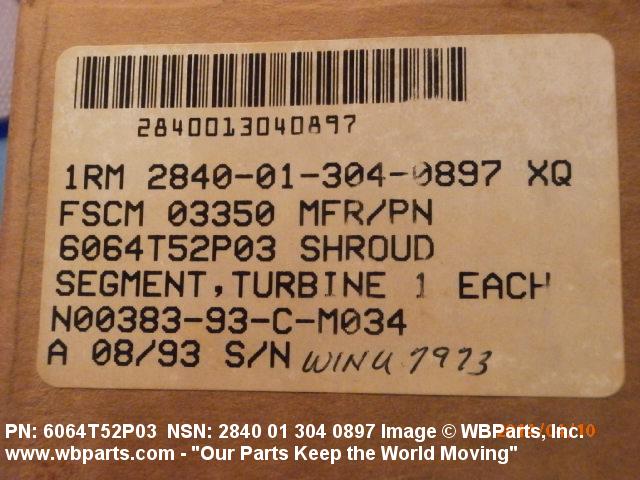 2840013040897
1RM 2840-01-304-0897 XQ
FSCM 03350 MFR/PN
6064T52P03 SHROUD
SEGMENT,TURBINE 1 EACH
N00383-93-C-M034
A 08/93 S/N WINU 7973
PN: 6064T52P03 NSN: 2840 01 304 0897 Image © WBParts, Inc.
www.wbparts.com - "Our Parts Keep the World Moving"